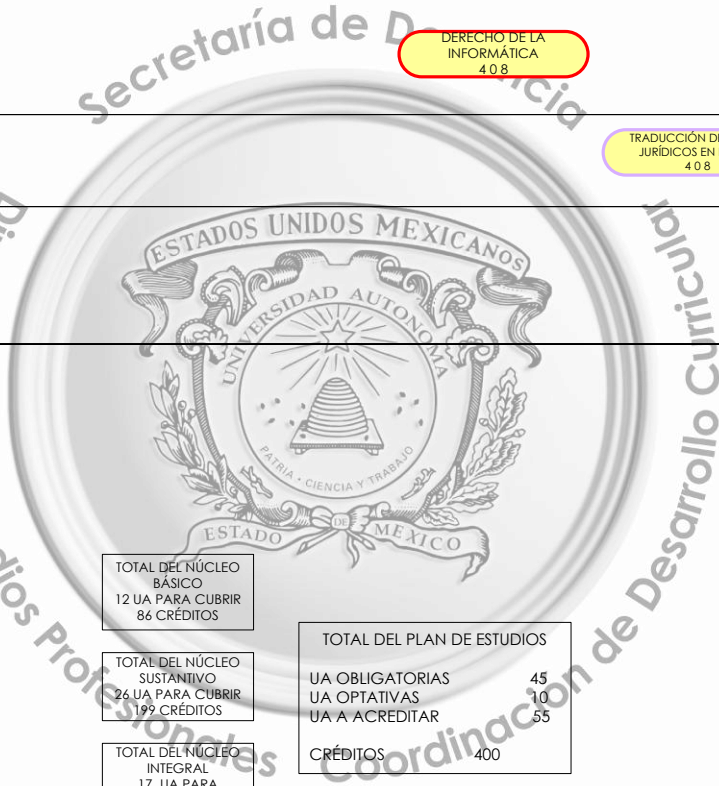 Secretaría de
DERECHO DE LA
INFORMÁTICA
4 0 8
TRADUCCIÓN
JURÍDICOS EN
4 0 8
ESTADOS UNIDOS MEXICANOS
UNIVERSIDAD AUTONOMA
PATRIA • CIENCIA Y TRABAJO
ESTADO DE MEXICO
Curricular
Desarrollo
de
Coordinación
Profesionales
TOTAL DEL NÚCLEO
BÁSICO
12 UA PARA CUBRIR
86 CRÉDITOS
TOTAL DEL NÚCLEO
SUSTANTIVO
26 UA PARA CUBRIR
199 CRÉDITOS
TOTAL DEL NÚCLEO
INTEGRAL
17 UA PARA
TOTAL DEL PLAN DE ESTUDIOS
UA OBLIGATORIAS 45
UA OPTATIVAS 10
UA A ACREDITAR 55
CRÉDITOS 400